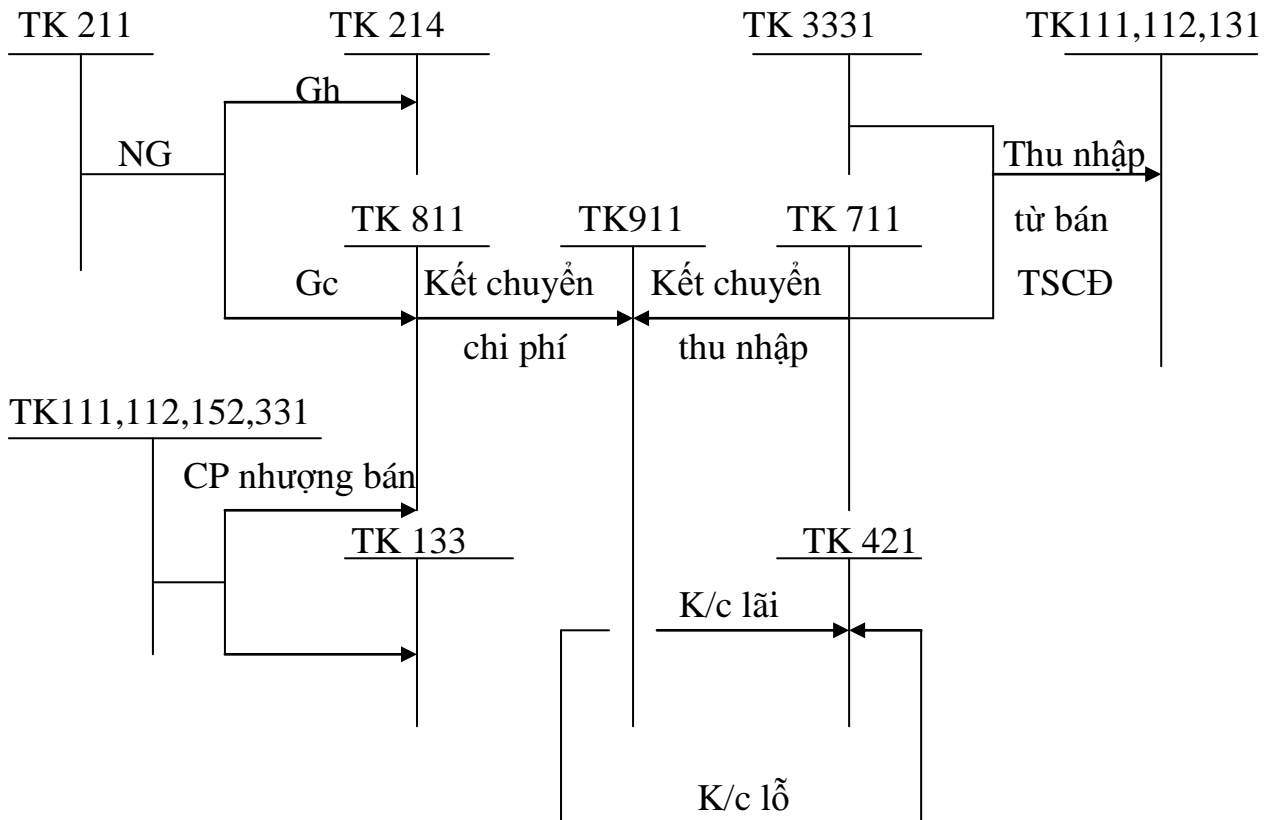 TK 211
TK 214
TK 3331
TK111,112,131
Gh
NG
Thu nhập
TK 811
TK911
TK 711
từ bán
Gc
Kết chuyển
Kết chuyển
TSCĐ
chi phí
thu nhập
TK111,112,152,331
CP nhượng bán
TK 133
TK 421
K/c lãi
K/c lỗ